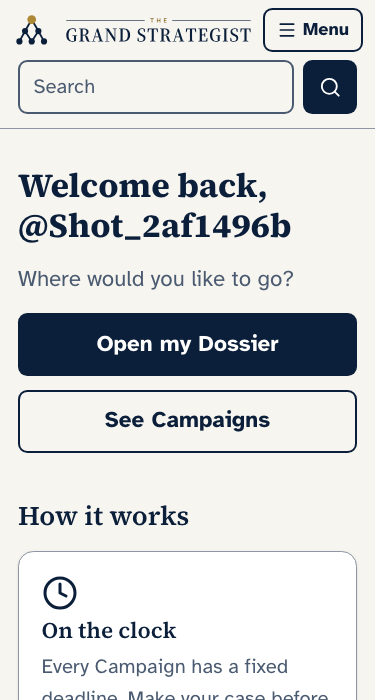 THE
GRAND STRATEGIST
Menu
Search
Welcome back,
@Shot_2af1496b
Where would you like to go?
Open my Dossier
See Campaigns
How it works
On the clock
Every Campaign has a fixed
deadline. Make your case before